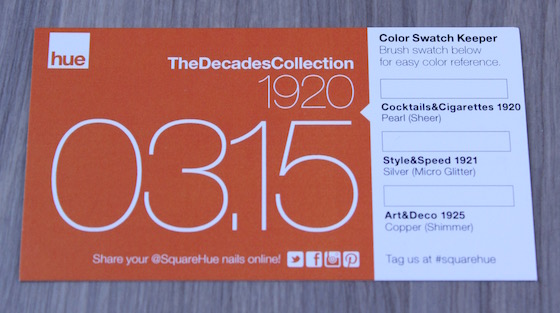 hue
TheDecadesCollection
1920
03.15
Share your @SquareHue nails online!
Color Swatch Keeper
Brush swatch below
for easy color reference.
Cocktails&Cigarettes 1920
Pearl (Sheer)
Style&Speed 1921
Silver (Micro Glitter)
Art&Deco 1925
Copper (Shimmer)
Tag us at #squarehue